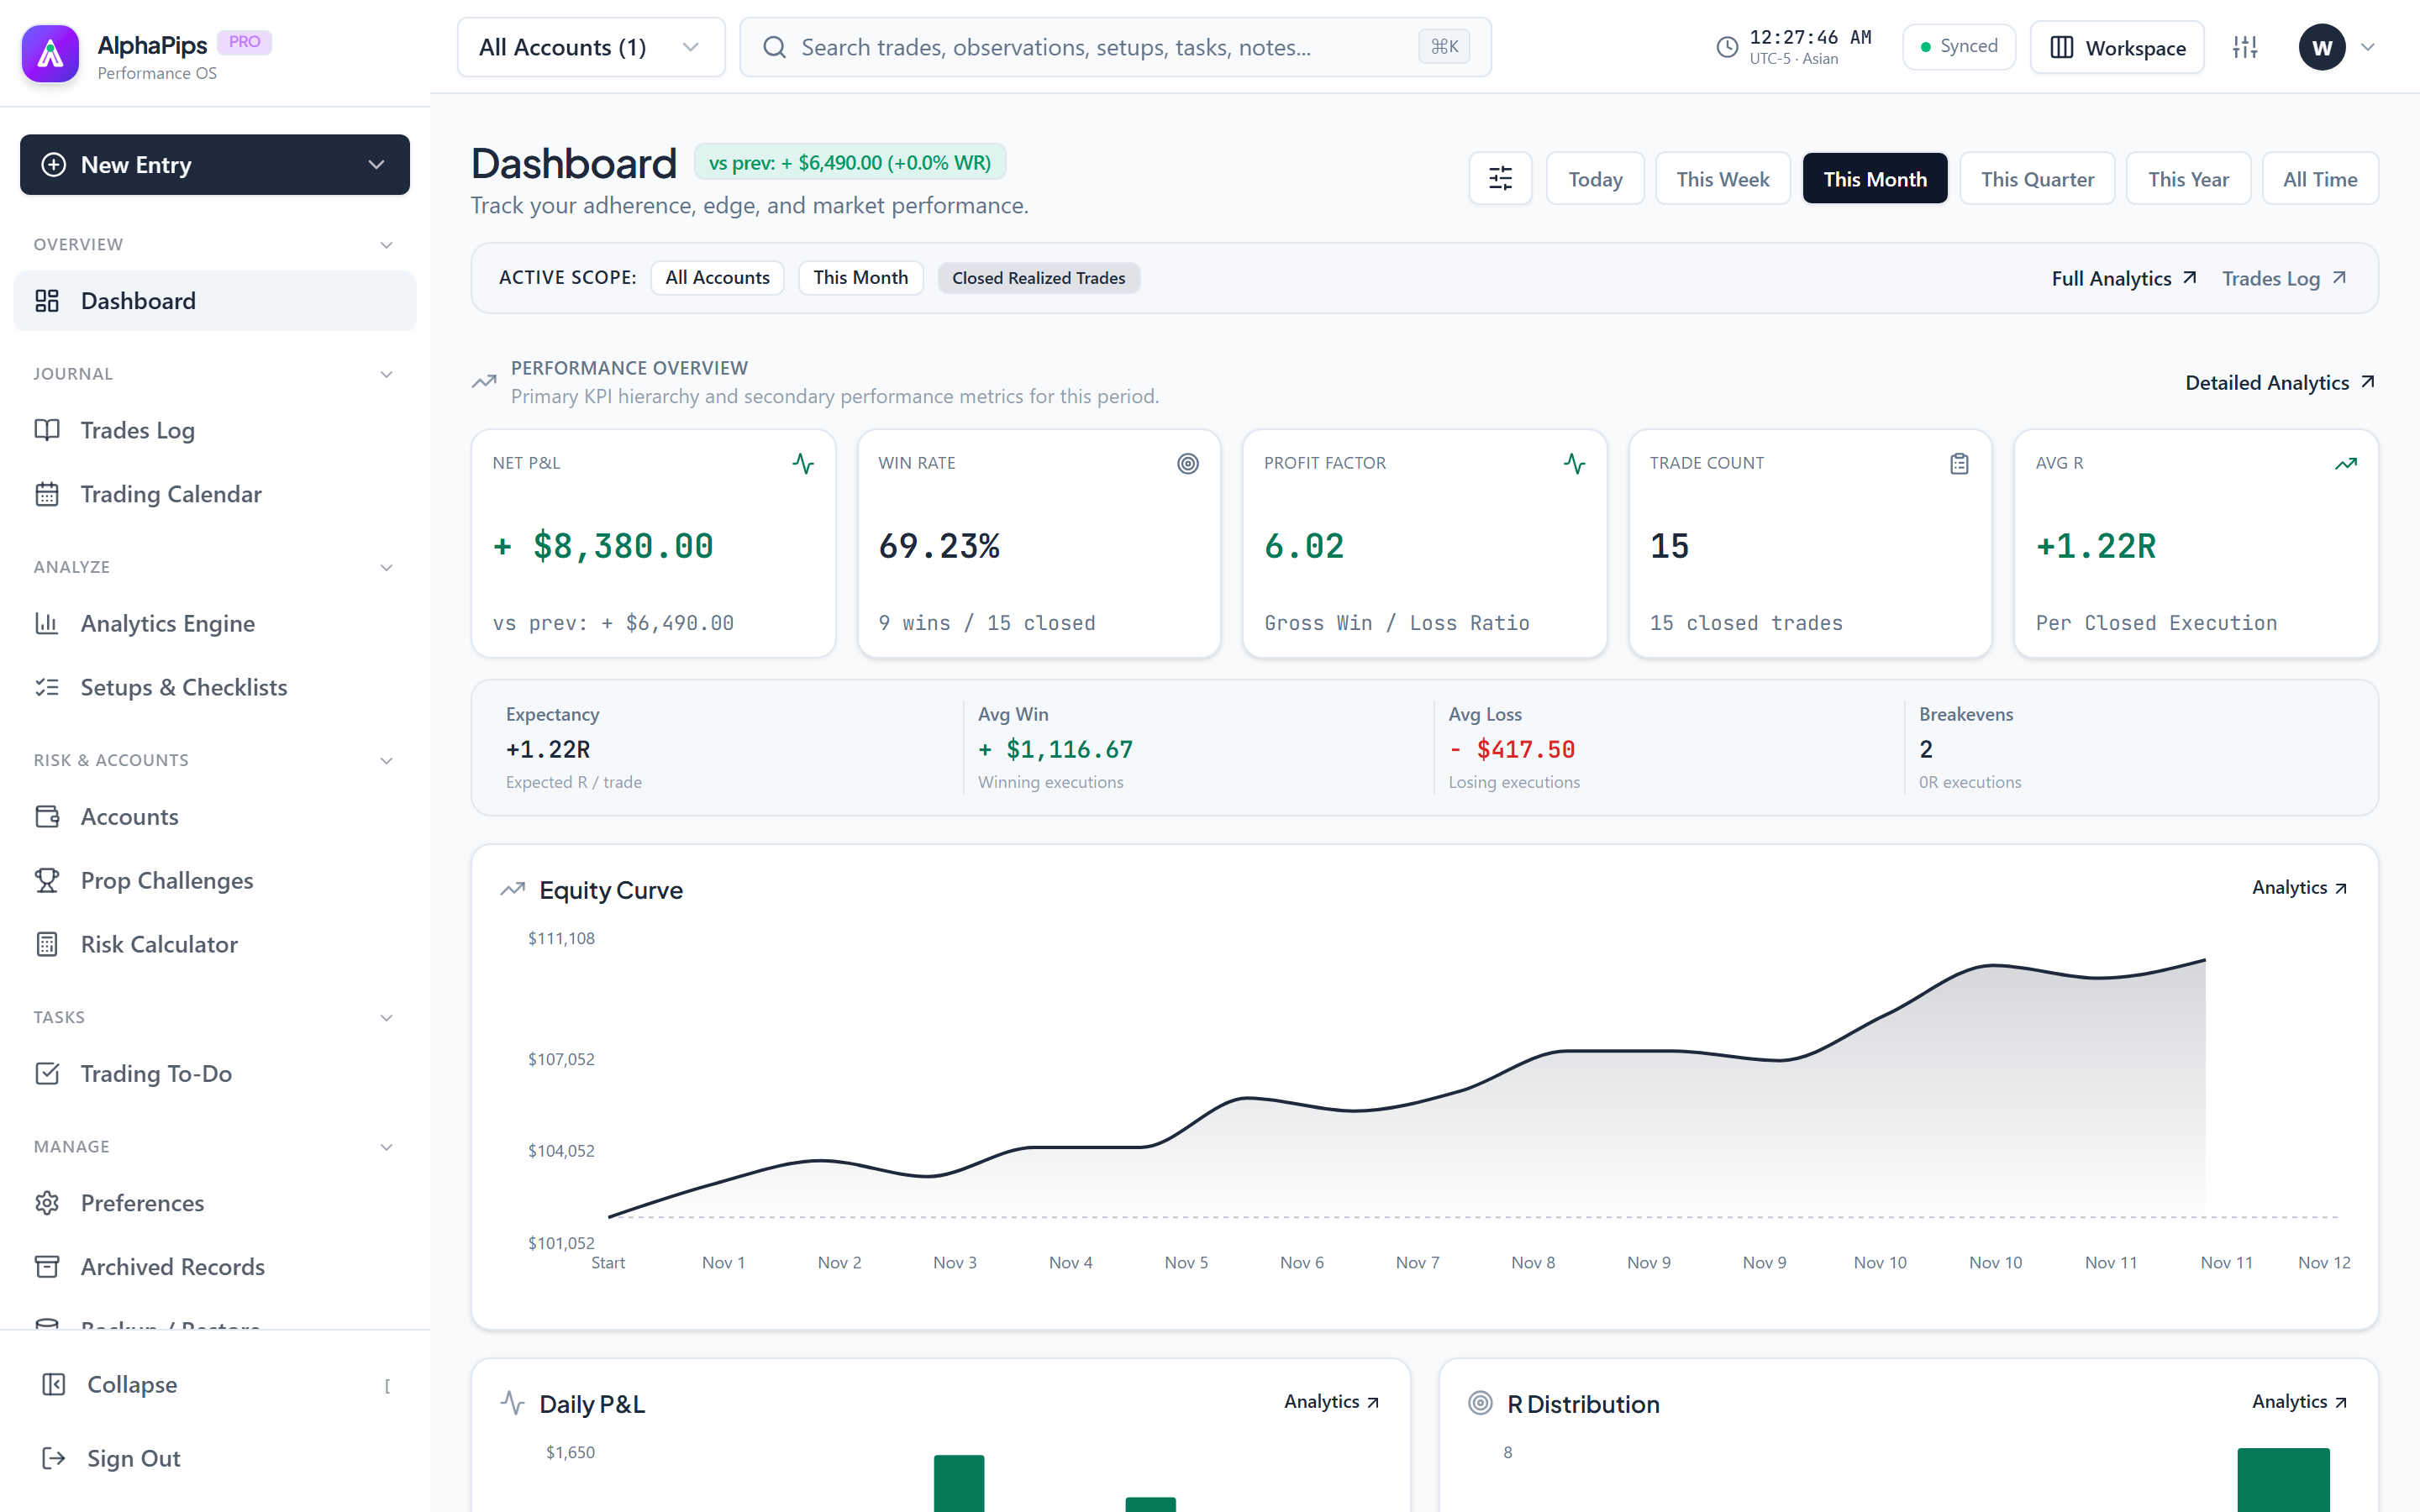 AlphaPips PRO
Performance OS
All Accounts (1)
Search trades, observations, setups, tasks, notes...
⌘K
12:27:46 AM
UTC-5 · Asian
Synced
Workspace
W
New Entry
OVERVIEW
Dashboard
JOURNAL
Trades Log
Trading Calendar
ANALYZE
Analytics Engine
Setups & Checklists
RISK & ACCOUNTS
Accounts
Prop Challenges
Risk Calculator
TASKS
Trading To-Do
MANAGE
Preferences
Archived Records
Backup / Restore
Collapse [
Sign Out
Dashboard
vs prev: + $6,490.00 (+0.0% WR)
Track your adherence, edge, and market performance.
Today
This Week
This Month
This Quarter
This Year
All Time
ACTIVE SCOPE: All Accounts This Month Closed Realized Trades
Full Analytics
Trades Log
PERFORMANCE OVERVIEW
Primary KPI hierarchy and secondary performance metrics for this period.
Detailed Analytics
NET P&L
+ $8,380.00
vs prev: + $6,490.00
WIN RATE
69.23%
9 wins / 15 closed
PROFIT FACTOR
6.02
Gross Win / Loss Ratio
TRADE COUNT
15
15 closed trades
AVG R
+1.22R
Per Closed Execution
Expectancy
+1.22R
Expected R / trade
Avg Win
+ $1,116.67
Winning executions
Avg Loss
- $417.50
Losing executions
Breakevens
2
0R executions
Equity Curve
Analytics
$111,108
$107,052
$104,052
$101,052
Start Nov 1 Nov 2 Nov 3 Nov 4 Nov 5 Nov 6 Nov 7 Nov 8 Nov 9 Nov 9 Nov 10 Nov 10 Nov 11 Nov 11 Nov 12
Daily P&L
Analytics
$1,650
R Distribution
Analytics
8